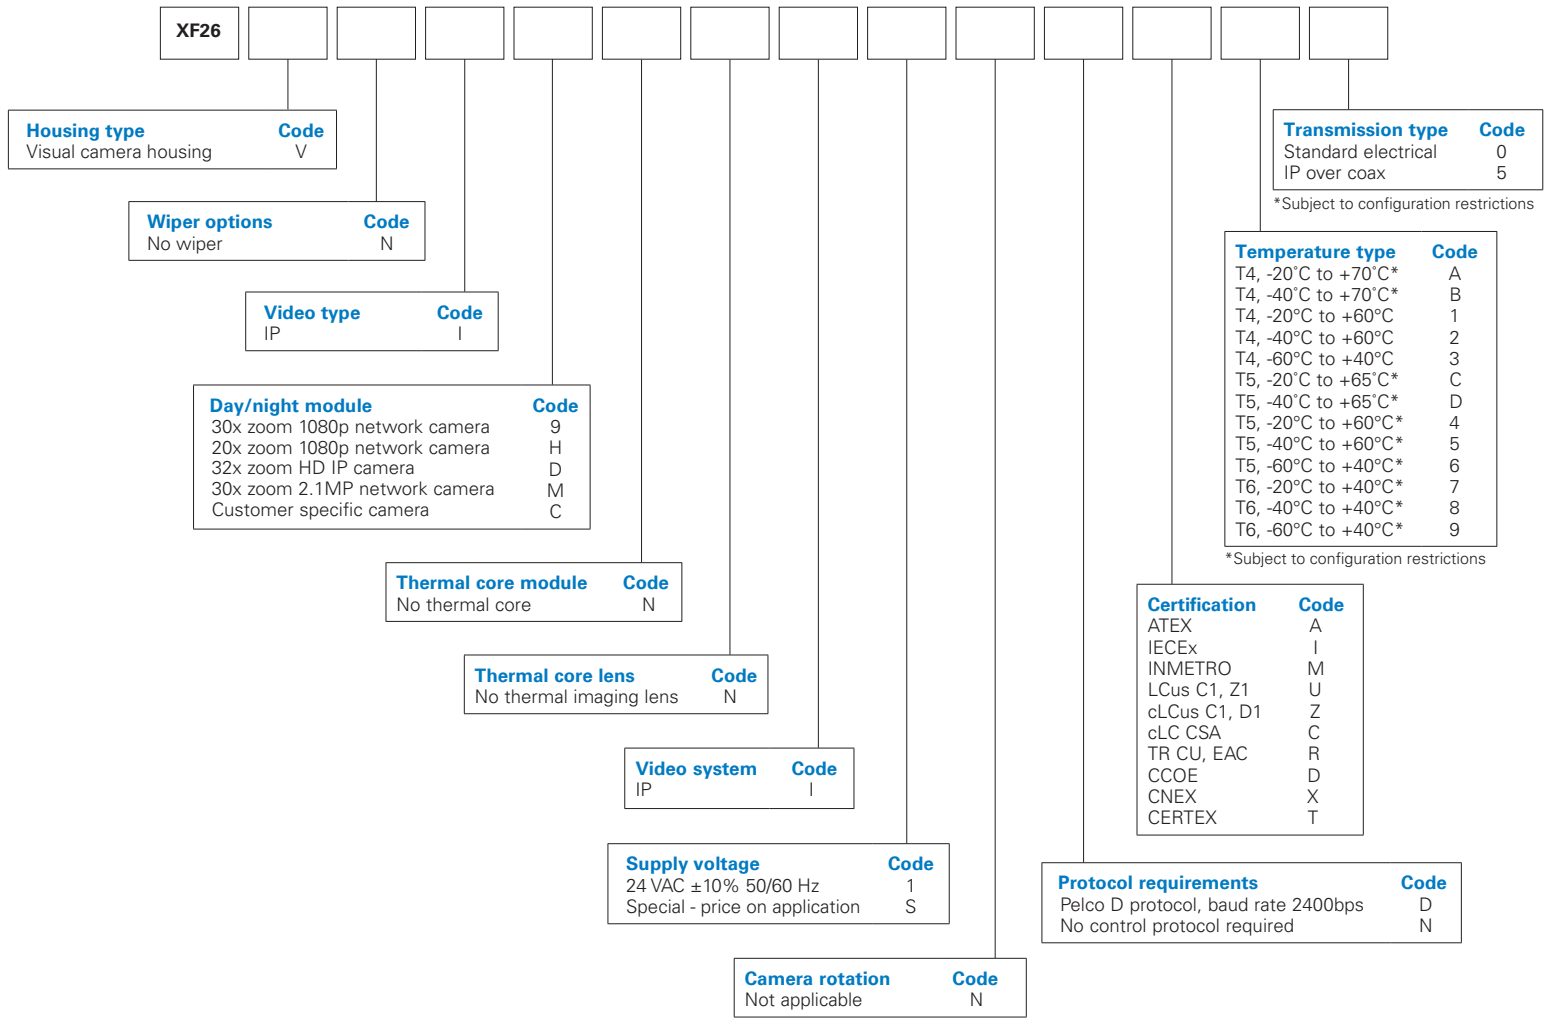 XF26
Housing type Code
Visual camera housing V
Wiper options Code
No wiper N
Video type Code
IP I
Day/night module Code
30x zoom 1080p network camera 9
20x zoom 1080p network camera H
32x zoom HD IP camera D
30x zoom 2.1MP network camera M
Customer specific camera C
Thermal core module Code
No thermal core N
Thermal core lens Code
No thermal imaging lens N
Video system Code
IP I
Supply voltage Code
24 VAC ±10% 50/60 Hz 1
Special - price on application S
Camera rotation Code
Not applicable N
Protocol requirements Code
Pelco D protocol, baud rate 2400bps D
No control protocol required N
Certification Code
ATEX A
IECEx I
INMETRO M
LCus C1, Z1 U
cLCus C1, D1 Z
cLC CSA C
TR CU, EAC R
CCOE D
CNEX X
CERTEX T
Temperature type Code
T4, -20˚C to +70˚C* A
T4, -40˚C to +70˚C* B
T4, -20°C to +60°C 1
T4, -40°C to +60°C 2
T4, -60°C to +40°C 3
T5, -20˚C to +65˚C* C
T5, -40˚C to +65˚C* D
T5, -20°C to +60°C* 4
T5, -40°C to +60°C* 5
T5, -60°C to +40°C* 6
T6, -20°C to +40°C* 7
T6, -40°C to +40°C* 8
T6, -60°C to +40°C* 9
*Subject to configuration restrictions
Transmission type Code
Standard electrical 0
IP over coax 5
*Subject to configuration restrictions